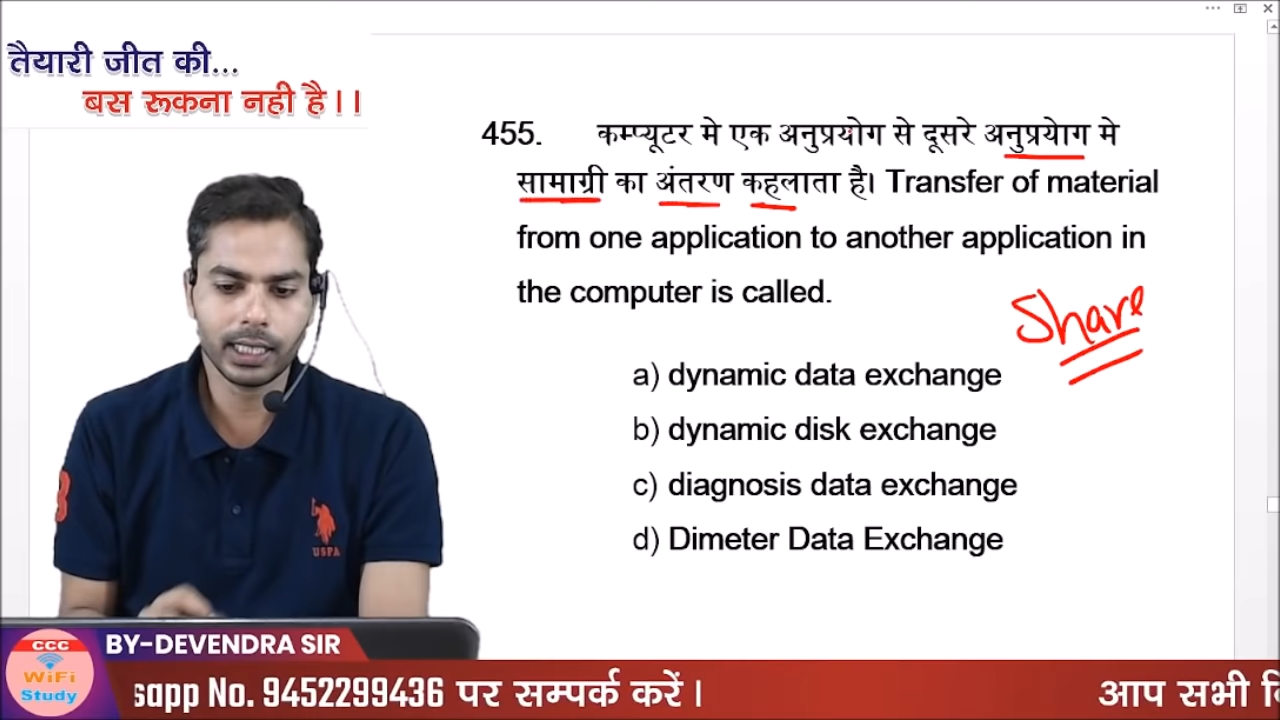 तैयारी जीत की...
बस रूकना नही है।।
455. कम्प्यूटर मे एक अनुप्रयोग से दूसरे अनुप्रयेाग मे
सामाग्री का अंतरण कहलाता है। Transfer of material
from one application to another application in
the computer is called.
Share
a) dynamic data exchange
b) dynamic disk exchange
c) diagnosis data exchange
d) Dimeter Data Exchange
3
USPA
CCC
WiFi
Study
BY-DEVENDRA SIR
sapp No. 9452299436 पर सम्पर्क करें।
आप सभी